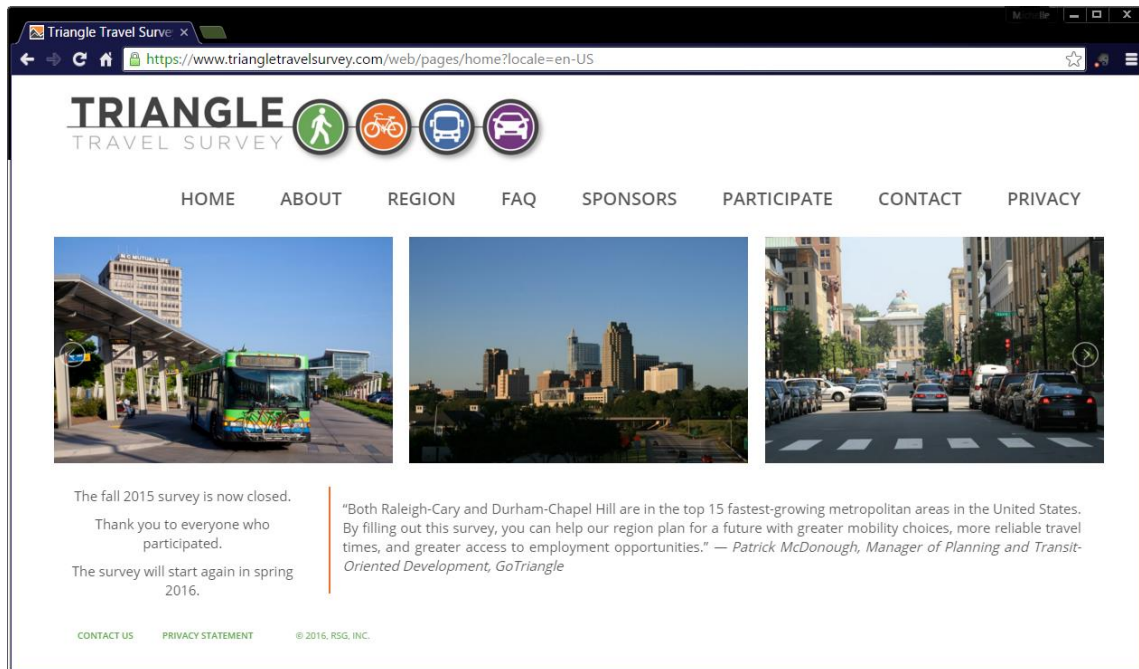 Triangle Travel Surve
https://www.triangletravelsurvey.com/web/pages/home?locale=en-US
TRIANGLE
TRAVEL SURVEY
HOME ABOUT REGION FAQ SPONSORS PARTICIPATE CONTACT PRIVACY
N C MUTUAL LIFE
The fall 2015 survey is now closed.
Thank you to everyone who
participated.
The survey will start again in spring
2016.
“Both Raleigh-Cary and Durham-Chapel Hill are in the top 15 fastest-growing metropolitan areas in the United States.
By filling out this survey, you can help our region plan for a future with greater mobility choices, more reliable travel
times, and greater access to employment opportunities.” — Patrick McDonough, Manager of Planning and Transit-
Oriented Development, GoTriangle
CONTACT US PRIVACY STATEMENT © 2016, RSG, INC.